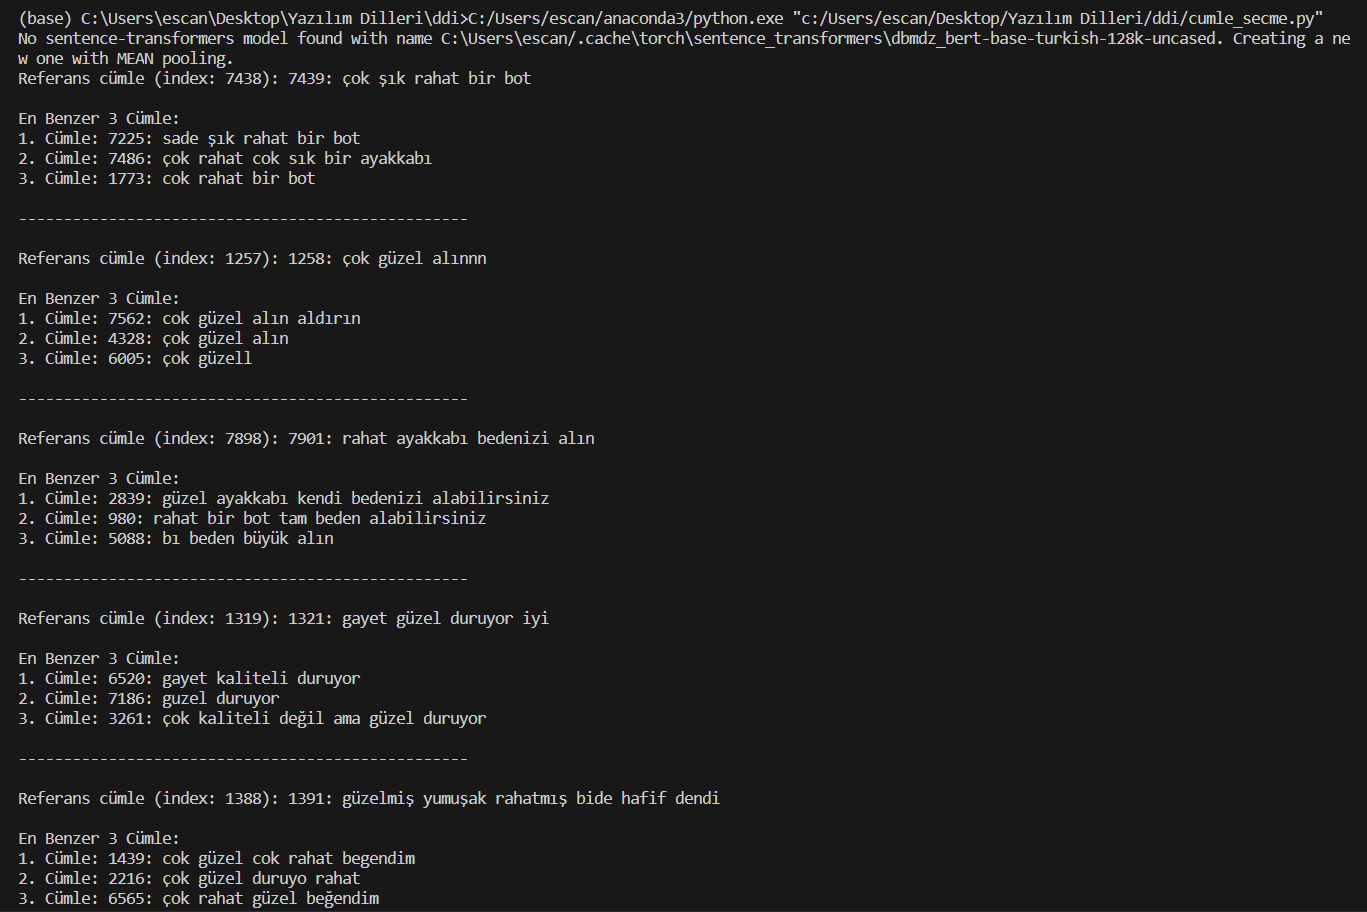 (base) C:\Users\escan\Desktop\Yazılım Dilleri\ddi>C:/Users/escan/anaconda3/python.exe "c:/Users/escan/Desktop/Yazılım Dilleri/ddi/cumle_secme.py"
No sentence-transformers model found with name C:\Users\escan/.cache\torch\sentence_transformers\dbmdz_bert-base-turkish-128k-uncased. Creating a ne
w one with MEAN pooling.
Referans cümle (index: 7438): 7439: çok şık rahat bir bot
En Benzer 3 Cümle:
1. Cümle: 7225: sade şık rahat bir bot
2. Cümle: 7486: çok rahat cok sık bir ayakkabı
3. Cümle: 1773: cok rahat bir bot
--------------------------------------------------
Referans cümle (index: 1257): 1258: çok güzel alınnn
En Benzer 3 Cümle:
1. Cümle: 7562: cok güzel alın aldırın
2. Cümle: 4328: çok güzel alın
3. Cümle: 6005: çok güzell
--------------------------------------------------
Referans cümle (index: 7898): 7901: rahat ayakkabı bedenizi alın
En Benzer 3 Cümle:
1. Cümle: 2839: güzel ayakkabı kendi bedenizi alabilirsiniz
2. Cümle: 980: rahat bir bot tam beden alabilirsiniz
3. Cümle: 5088: bı beden büyük alın
--------------------------------------------------
Referans cümle (index: 1319): 1321: gayet güzel duruyor iyi
En Benzer 3 Cümle:
1. Cümle: 6520: gayet kaliteli duruyor
2. Cümle: 7186: guzel duruyor
3. Cümle: 3261: çok kaliteli değil ama güzel duruyor
--------------------------------------------------
Referans cümle (index: 1388): 1391: güzelmiş yumuşak rahatmış bide hafif dendi
En Benzer 3 Cümle:
1. Cümle: 1439: cok güzel cok rahat begendim
2. Cümle: 2216: çok güzel duruyo rahat
3. Cümle: 6565: çok rahat güzel beğendim